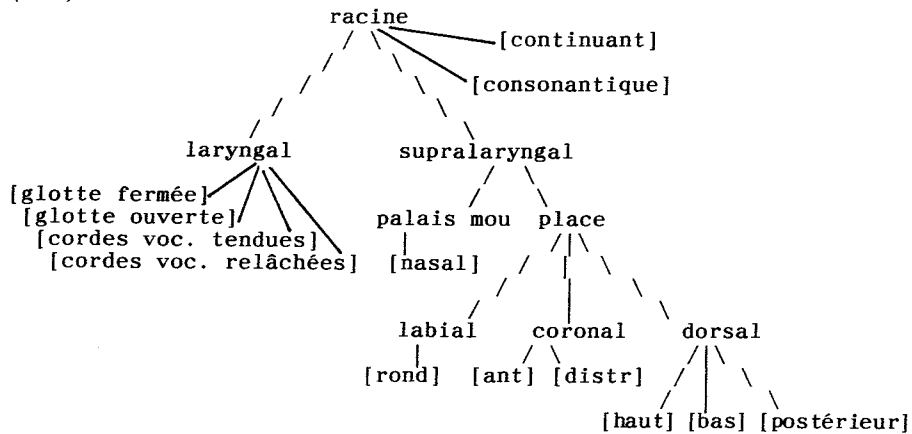 racine
[continuant]
[consonantique]
laryngal supralaryngal
[glotte fermée]
[glotte ouverte] palais mou place
[cordes voc. tendues]
[cordes voc. relâchées] [nasal]
labial coronal dorsal
[rond] [ant] [distr]
[haut] [bas] [postérieur]